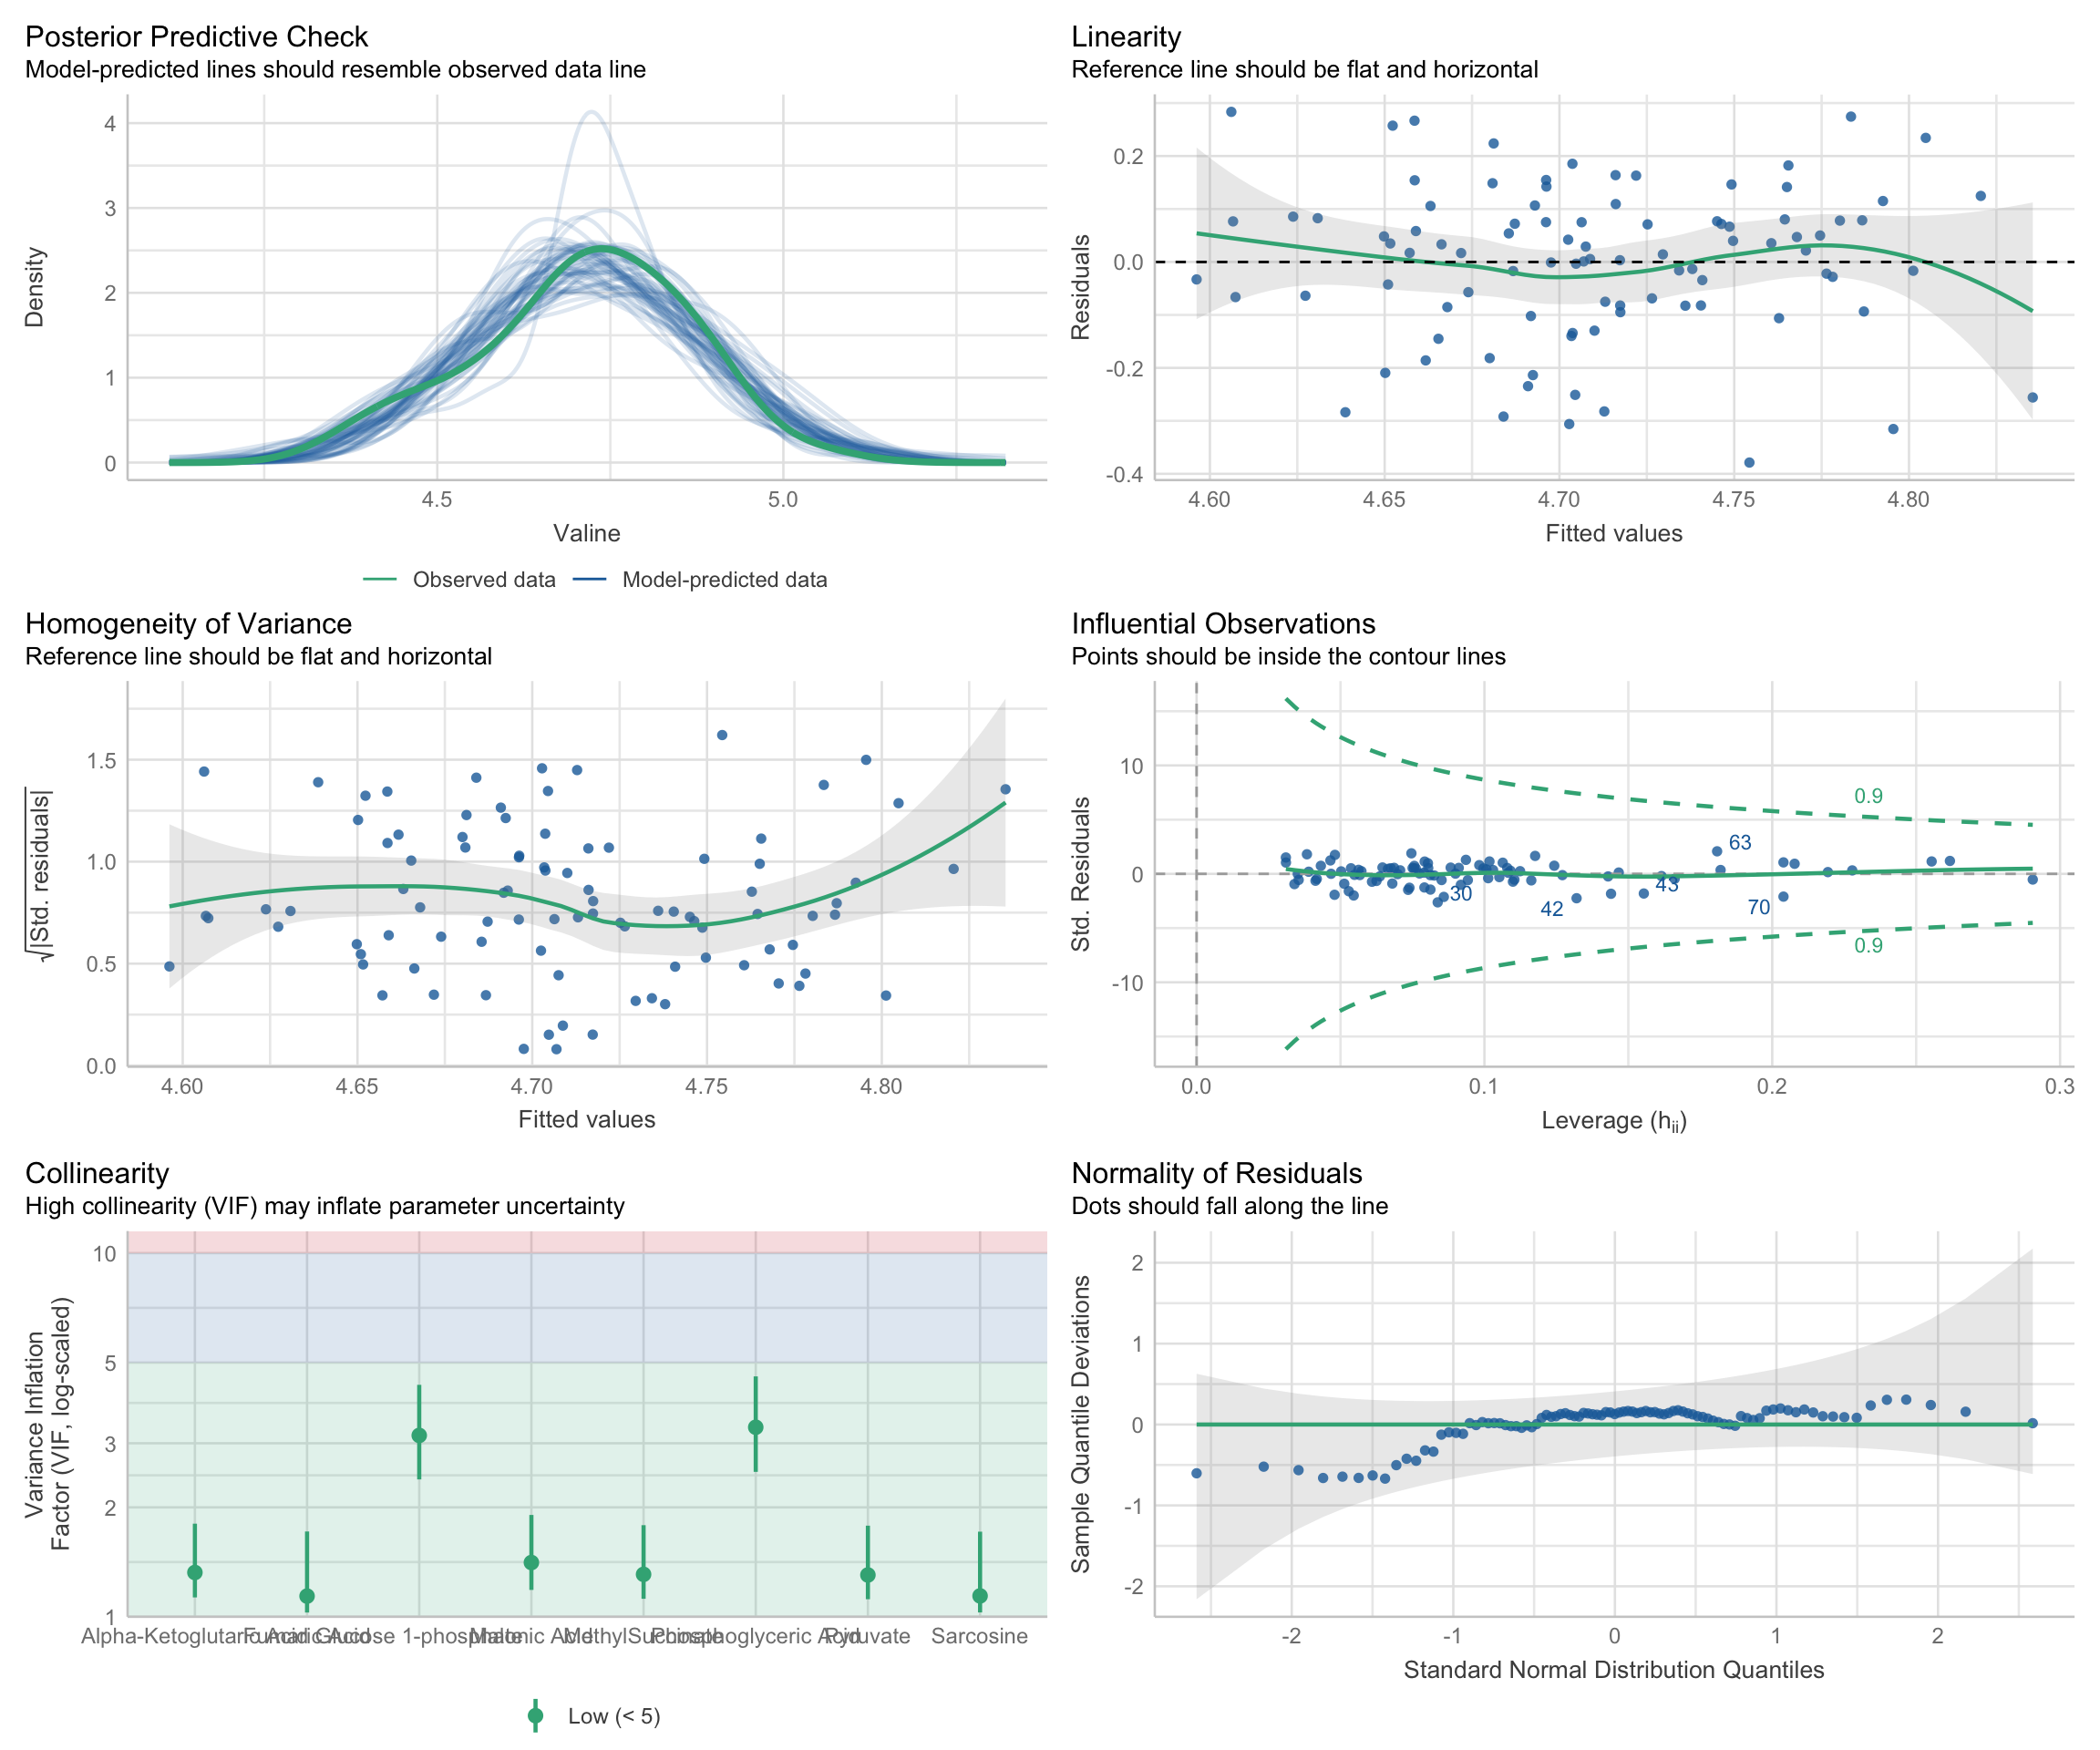 Posterior Predictive Check
Model-predicted lines should resemble observed data line
Density
4
3
2
1
0
4.5 5.0
Valine
Observed data Model-predicted data
Linearity
Reference line should be flat and horizontal
Residuals
0.2
0.0
-0.2
-0.4
4.60 4.65 4.70 4.75 4.80
Fitted values
Homogeneity of Variance
Reference line should be flat and horizontal
√|Std. residuals|
1.5
1.0
0.5
0.0
4.60 4.65 4.70 4.75 4.80
Fitted values
Influential Observations
Points should be inside the contour lines
Std. Residuals
10
0
-10
0.9
63
30
43
42
70
0.9
0.0 0.1 0.2 0.3
Leverage (hii)
Collinearity
High collinearity (VIF) may inflate parameter uncertainty
Variance Inflation
Factor (VIF, log-scaled)
10
5
3
2
1
Alpha-Ketoglutaric Acid Fumaric Acid Glucose 1-phosphate Malonic Acid MethylSuccinate Phosphoglyceric Acid Pyruvate Sarcosine
Low (< 5)
Normality of Residuals
Dots should fall along the line
Sample Quantile Deviations
2
1
0
-1
-2
-2 -1 0 1 2
Standard Normal Distribution Quantiles